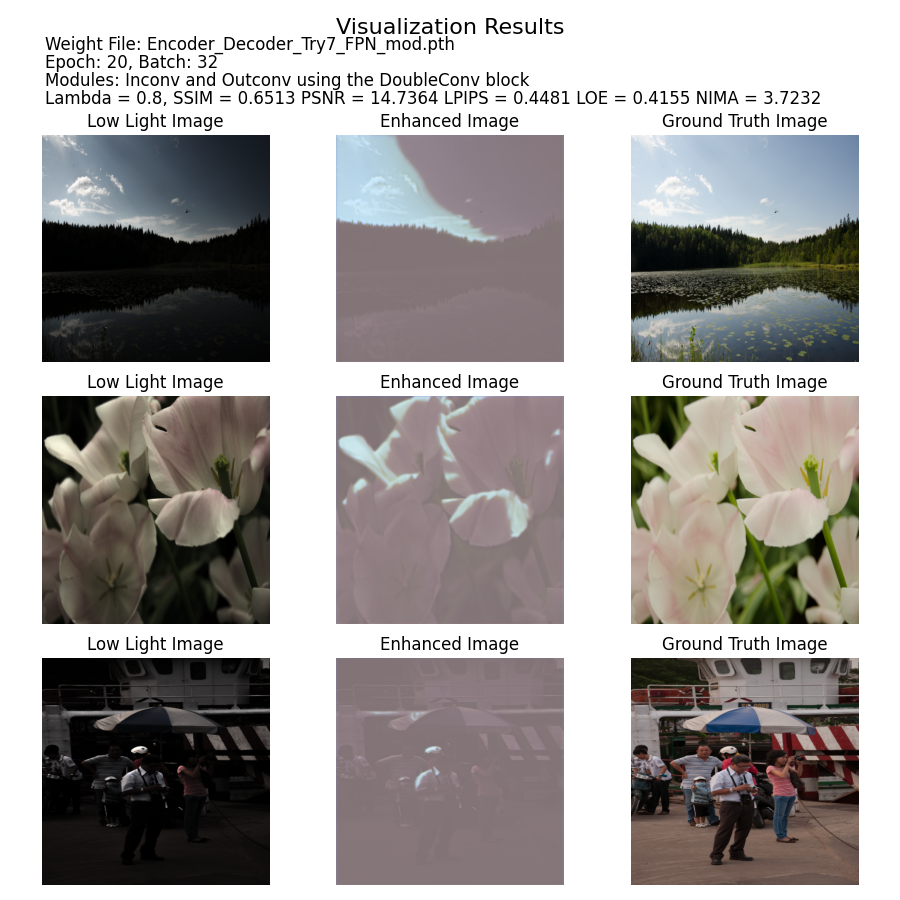 Visualization Results
Weight File: Encoder_Decoder_Try7_FPN_mod.pth
Epoch: 20, Batch: 32
Modules: Inconv and Outconv using the DoubleConv block
Lambda = 0.8, SSIM = 0.6513 PSNR = 14.7364 LPIPS = 0.4481 LOE = 0.4155 NIMA = 3.7232
Low Light Image Enhanced Image Ground Truth Image
Low Light Image Enhanced Image Ground Truth Image
Low Light Image Enhanced Image Ground Truth Image